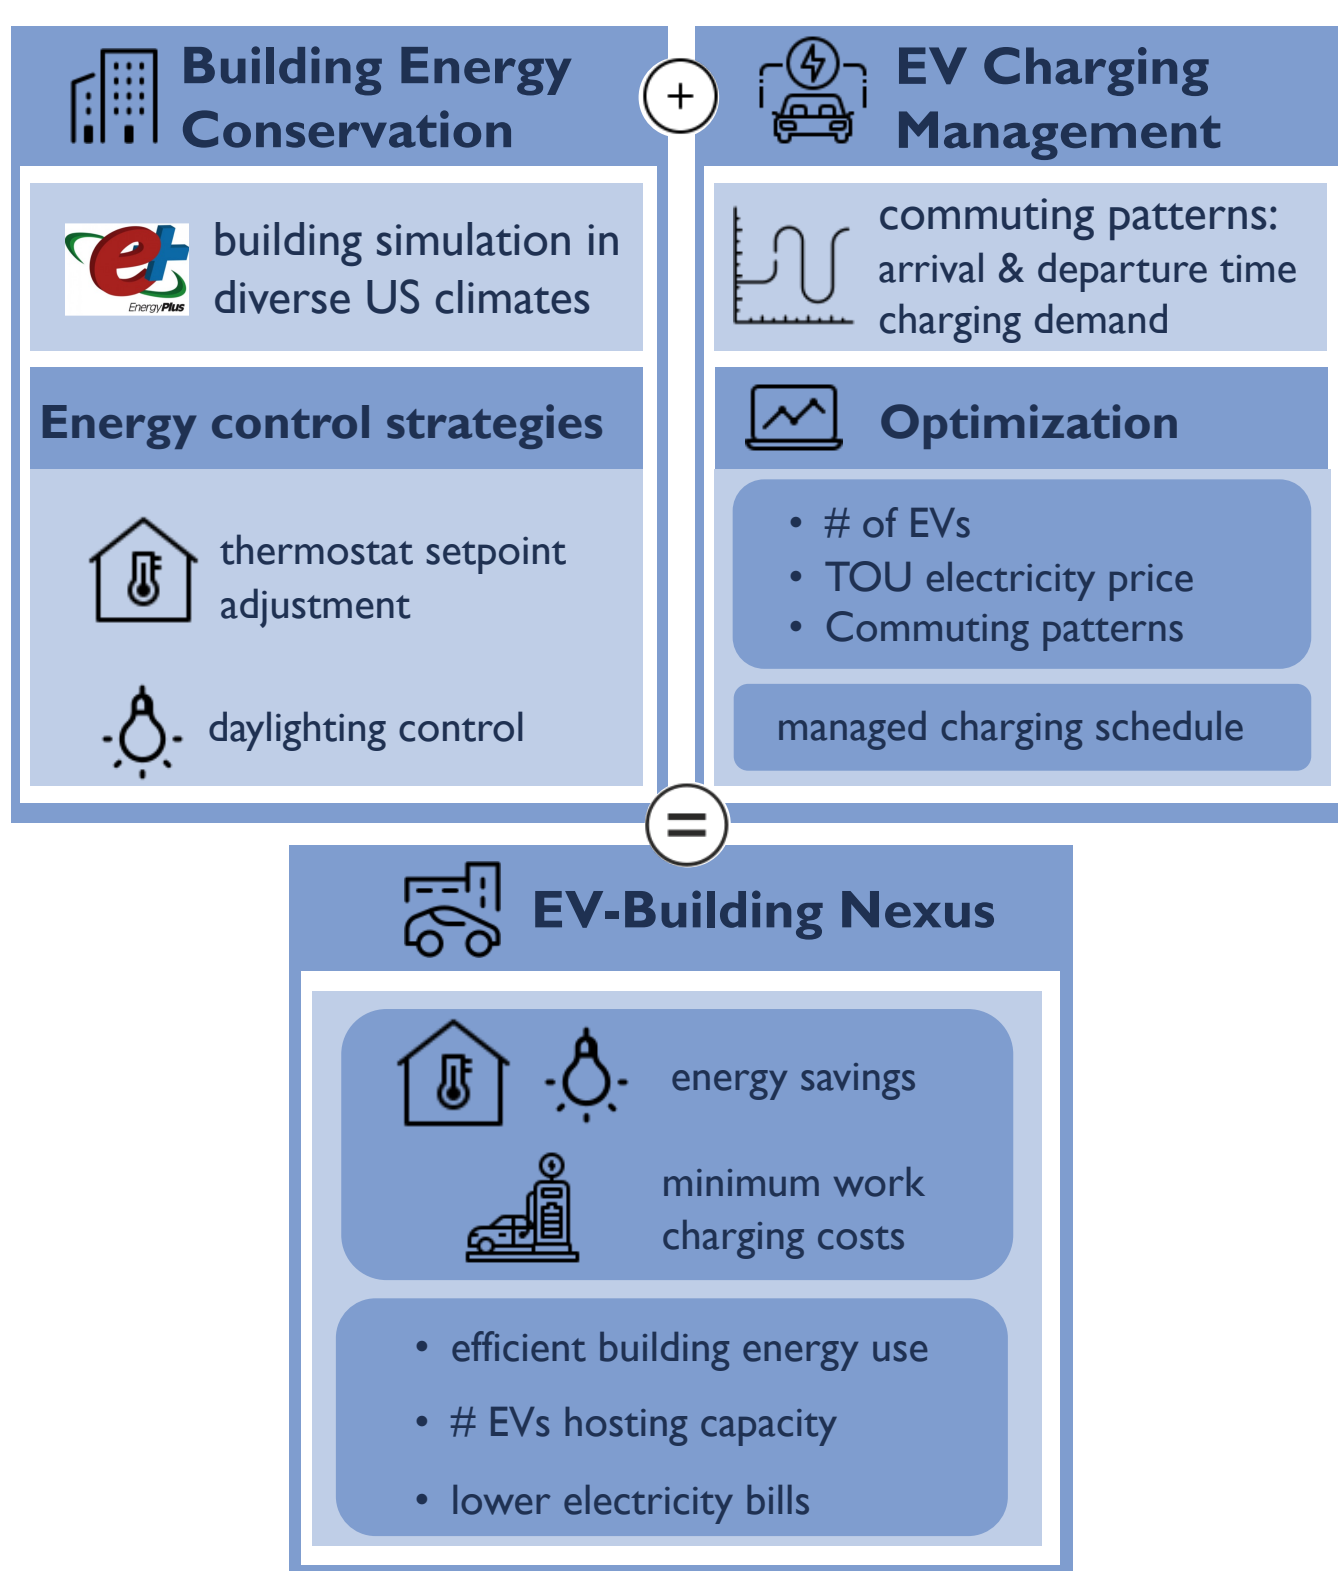 Building Energy
Conservation
+
EV Charging
Management
e+
EnergyPlus
building simulation in
diverse US climates
commuting patterns:
arrival & departure time
charging demand
Energy control strategies
thermostat setpoint
adjustment
daylighting control
Optimization
• # of EVs
• TOU electricity price
• Commuting patterns
managed charging schedule
=
EV-Building Nexus
energy savings
minimum work
charging costs
• efficient building energy use
• # EVs hosting capacity
• lower electricity bills